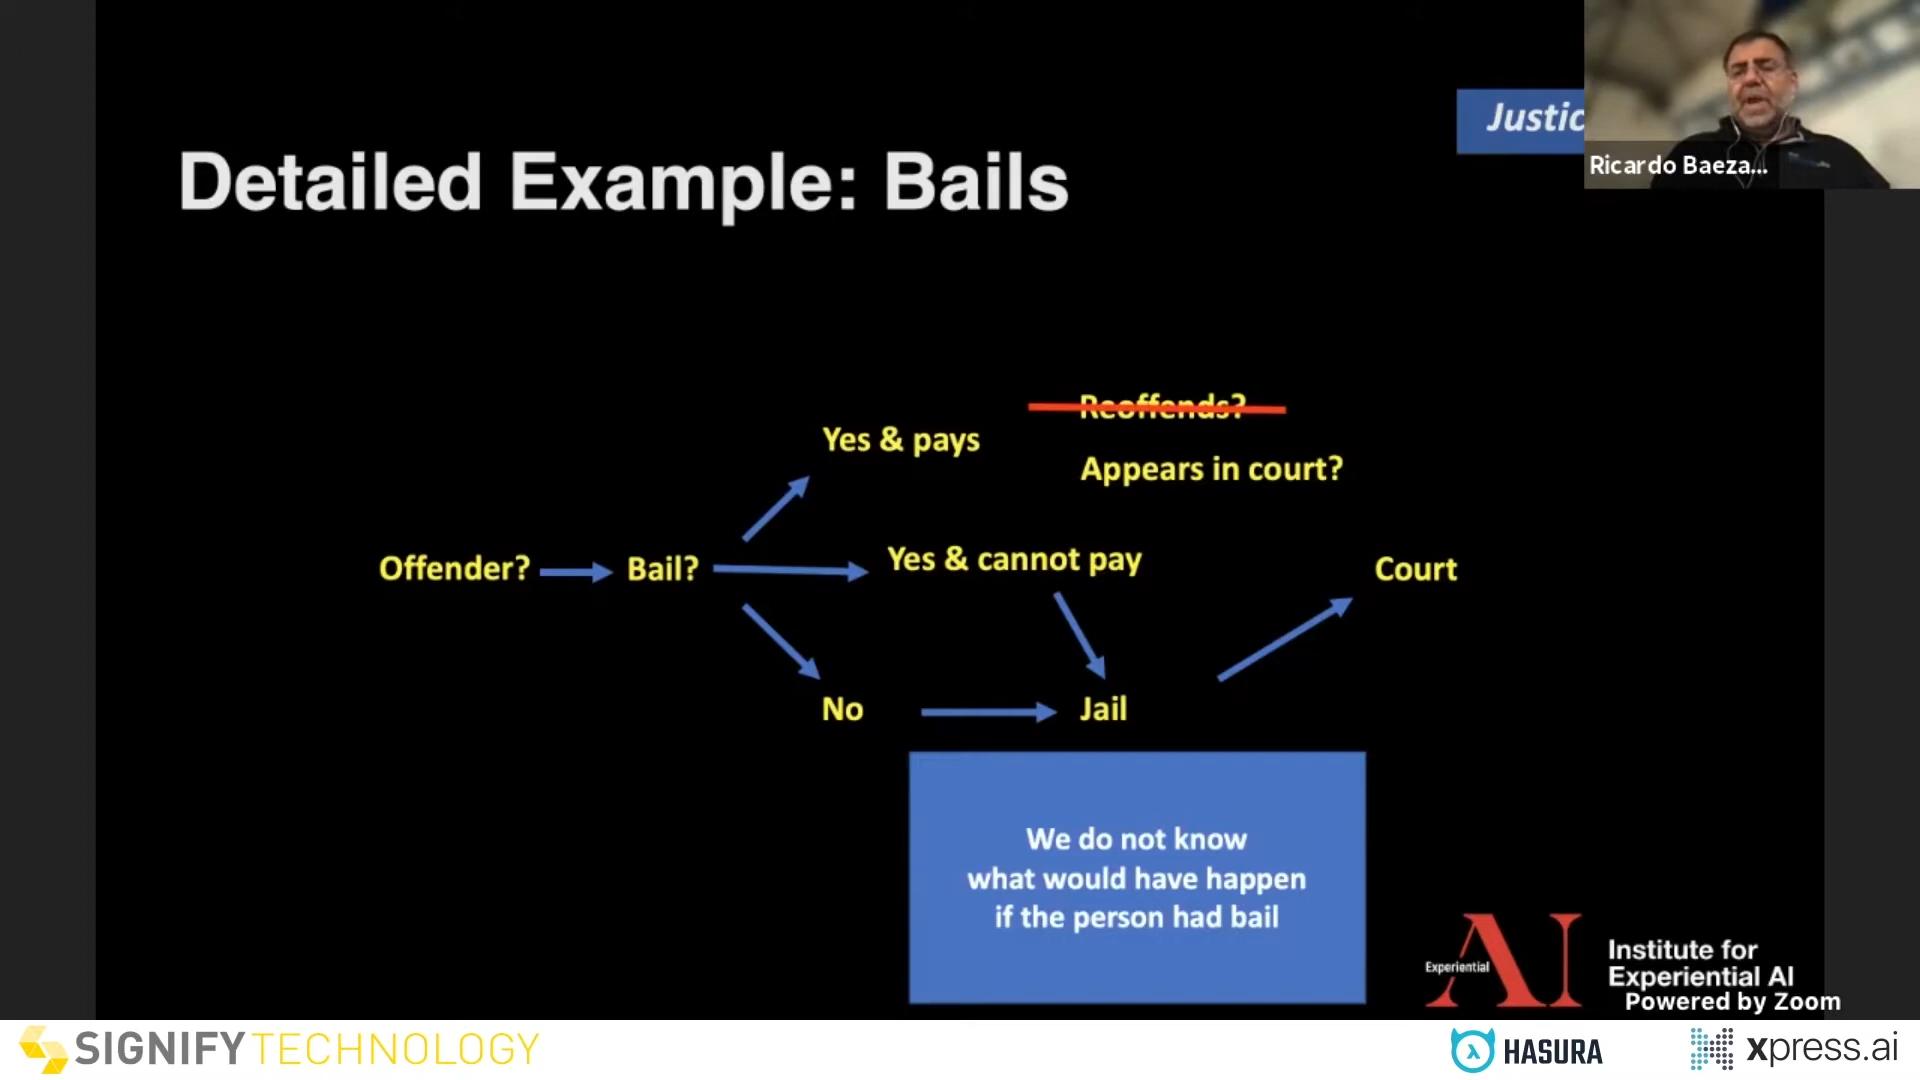 Justic
Ricardo Baeza...
Detailed Example: Bails
Reoffends?
Yes & pays
Appears in court?
Offender?
Bail?
Yes & cannot pay
Court
No
Jail
We do not know
what would have happen
if the person had bail
Experiential
AI
Institute for
Experiential AI
Powered by Zoom
SIGNIFY TECHNOLOGY
HASURA
xpress.ai